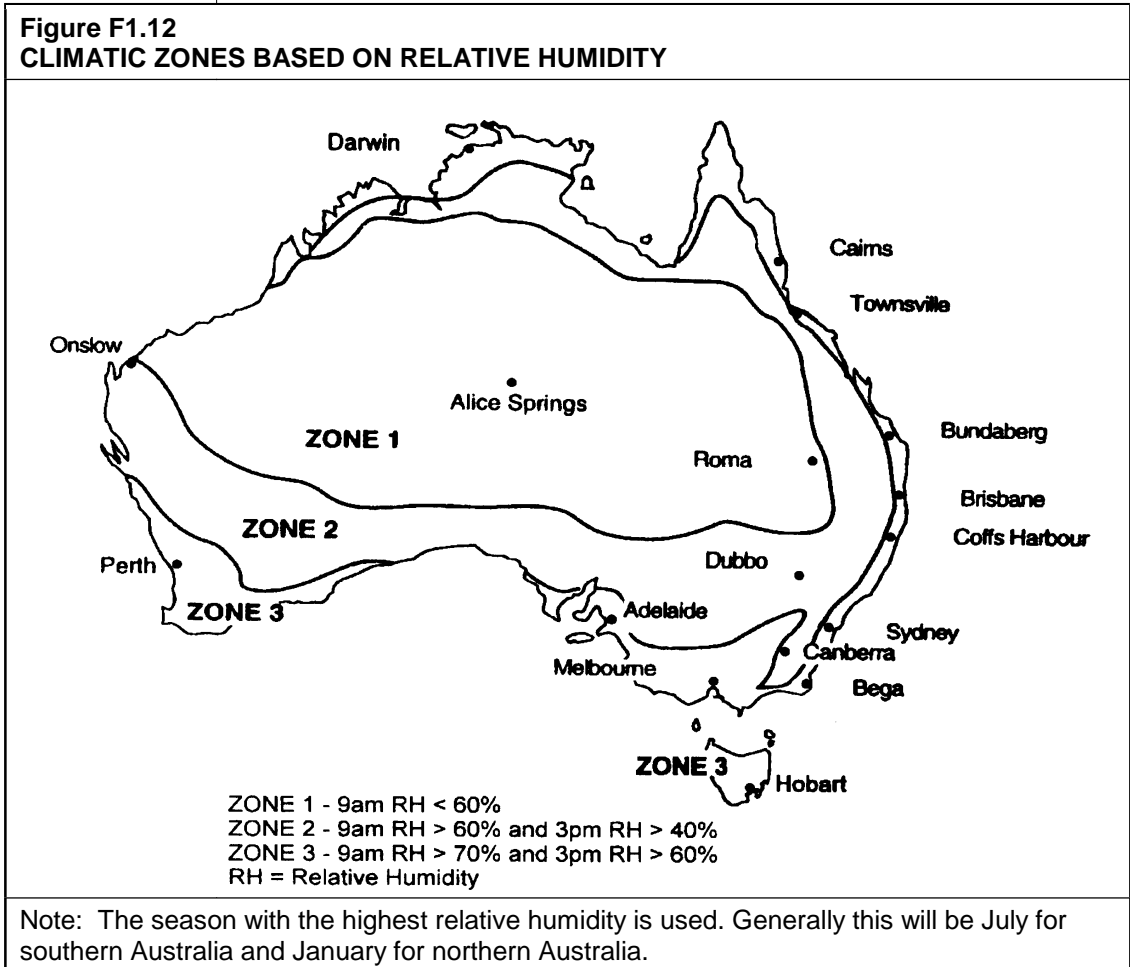 Figure F1.12
CLIMATIC ZONES BASED ON RELATIVE HUMIDITY
Darwin
Cairns
Townsville
Onslow
Alice Springs
ZONE 1
Roma
Bundaberg
Brisbane
ZONE 2
Coffs Harbour
Perth
Dubbo
ZONE 3
Adelaide
Sydney
Melbourne
Canberra
Bega
ZONE 3
Hobart
ZONE 1 - 9am RH < 60%
ZONE 2 - 9am RH > 60% and 3pm RH > 40%
ZONE 3 - 9am RH > 70% and 3pm RH > 60%
RH = Relative Humidity
Note: The season with the highest relative humidity is used. Generally this will be July for
southern Australia and January for northern Australia.